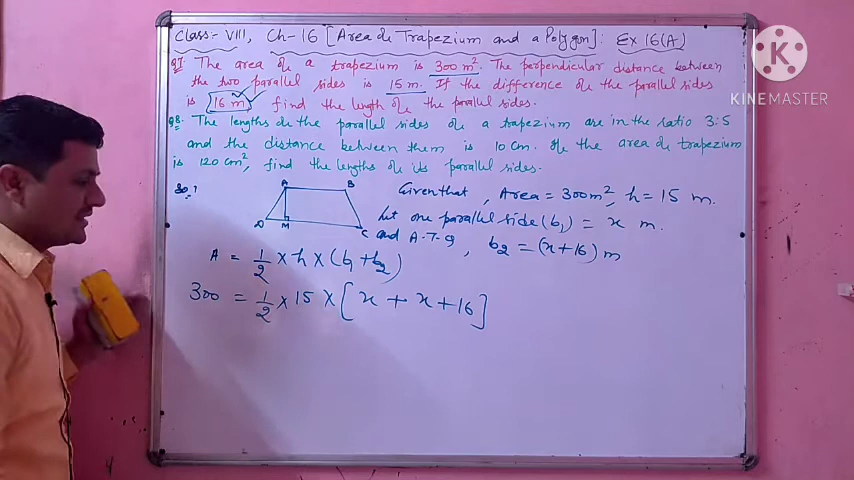 Class:- VIII, Ch-16 [Area of Trapezium and a Polygon]: EX 16(A)
Q7. The area of a trapezium is 300 m². The perpendicular distance between
the two parallel sides is 15 m. If the difference of the parallel sides
is 16 m, find the length of the parallel sides.
Q8. The lengths of the parallel sides of a trapezium are in the ratio 3:5
and the distance between them is 10 cm. If the area of trapezium
is 120 cm², find the lengths of its parallel sides.
Given that, Area = 300m², h = 15 m.
Let one parallel side (b₁) = x m.
and A.T.Q, b₂ = (x+16) m
A B
D M C
A = 1/2 × h × (b₁ + b₂)
300 = 1/2 × 15 × [x + x + 16]
KINEMASTER